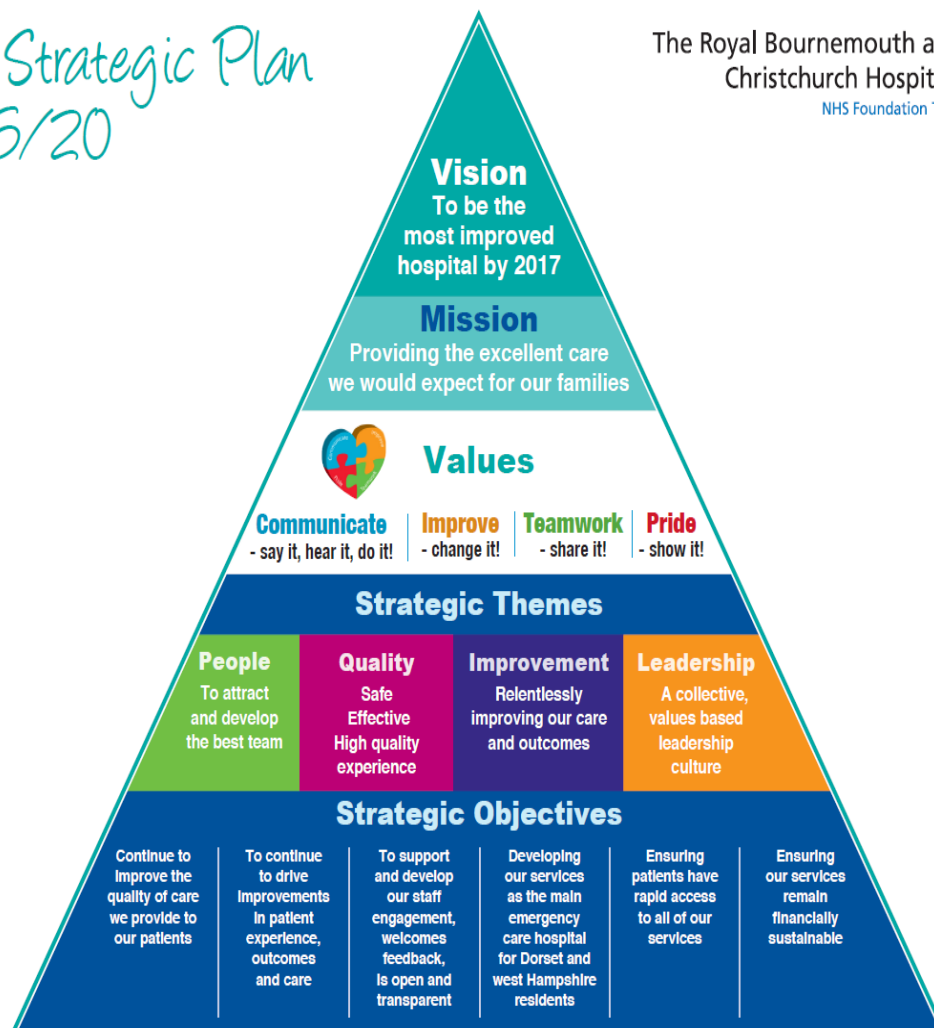 Strategic Plan
6/20
The Royal Bournemouth a
Christchurch Hospit
NHS Foundation T
Vision
To be the
most improved
hospital by 2017
Mission
Providing the excellent care
we would expect for our families
Values
Communicate
- say it, hear it, do it!
Improve
- change it!
Teamwork
- share it!
Pride
- show it!
Strategic Themes
People
To attract
and develop
the best team
Quality
Safe
Effective
High quality
experience
Improvement
Relentlessly
improving our care
and outcomes
Leadership
A collective,
values based
leadership
culture
Strategic Objectives
Continue to
improve the
quality of care
we provide to
our patients
To continue
to drive
improvements
in patient
experience,
outcomes
and care
To support
and develop
our staff
engagement,
welcomes
feedback,
is open and
transparent
Developing
our services
as the main
emergency
care hospital
for Dorset and
west Hampshire
residents
Ensuring
patients have
rapid access
to all of our
services
Ensuring
our services
remain
financially
sustainable